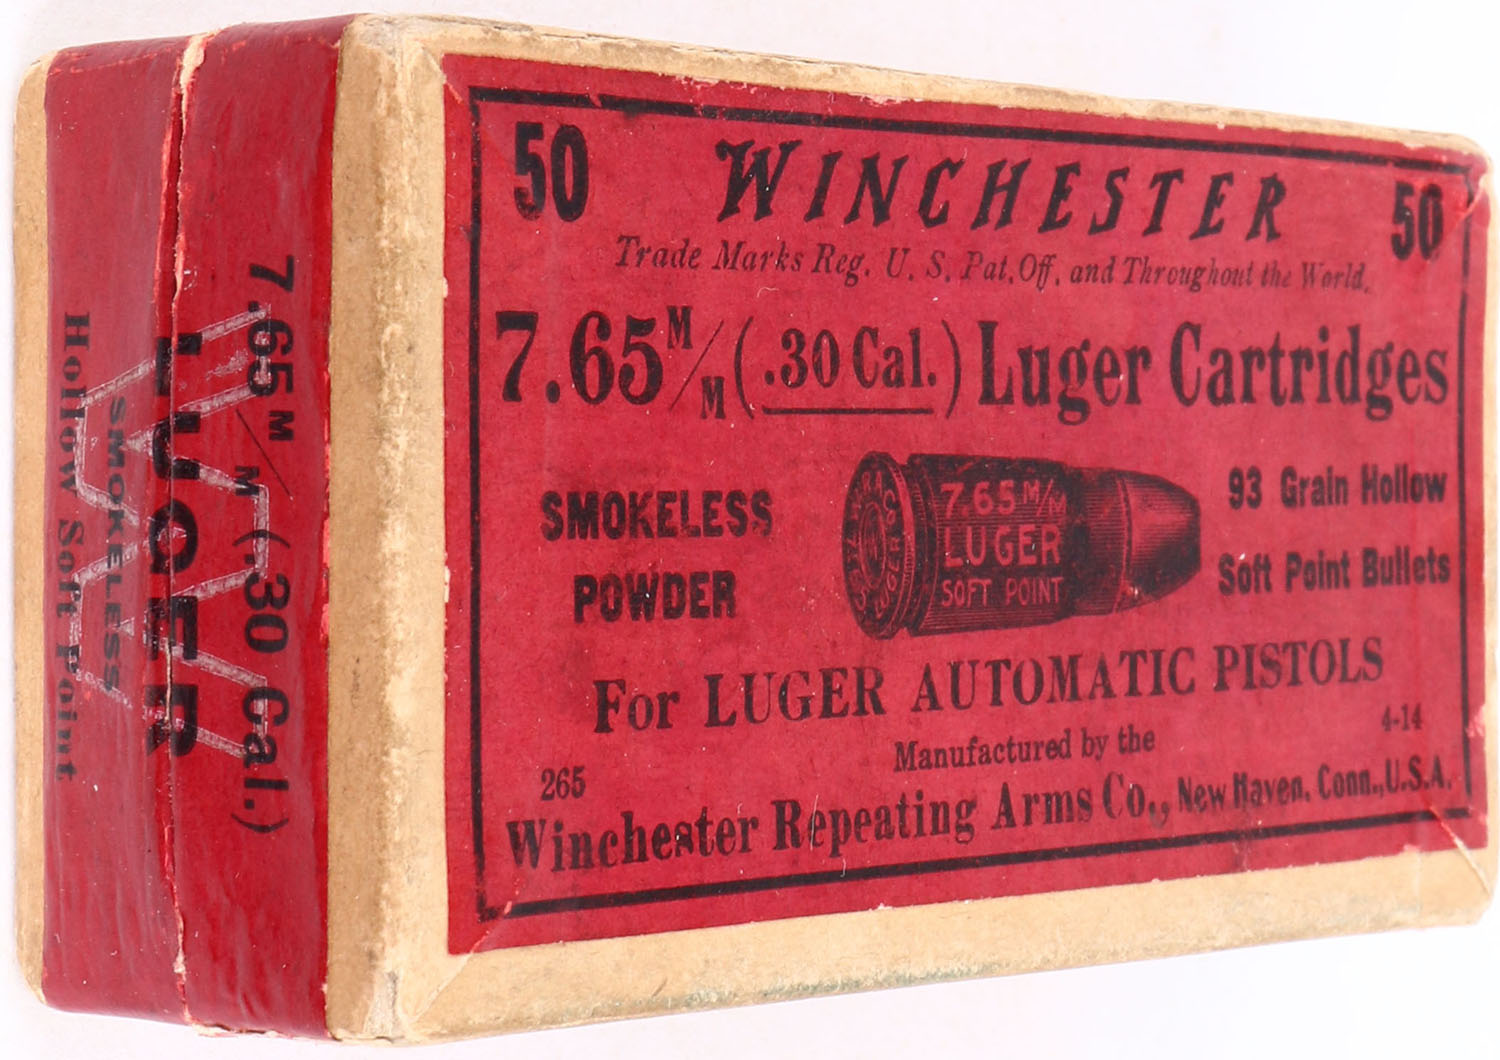 50 WINCHESTER 50
Trade Marks Reg. U. S. Pat. Off. and Throughout the World.
7.65 M/M (.30 Cal.) Luger Cartridges
SMOKELESS
POWDER
7.65 M/M
LUGER
SOFT POINT
93 Grain Hollow
Soft Point Bullets
For LUGER AUTOMATIC PISTOLS
4-14
Manufactured by the
265
Winchester Repeating Arms Co., New Haven. Conn., U.S.A.
7.65 M/M (.30 Cal.)
LUGER
SMOKELESS
Hollow Soft Point
W